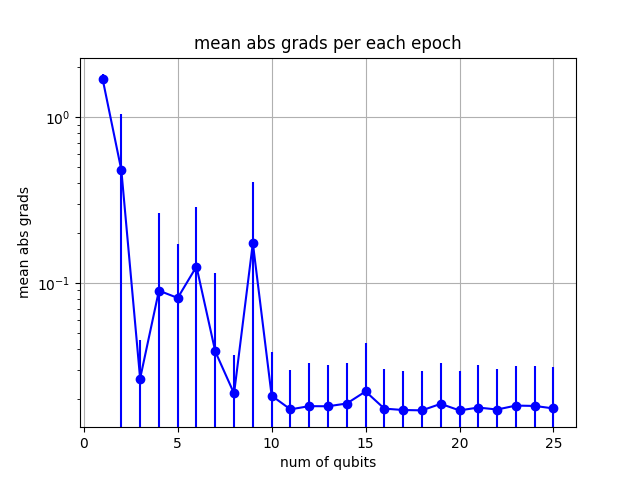 mean abs grads per each epoch
mean abs grads
10⁰
10⁻¹
0 5 10 15 20 25
num of qubits